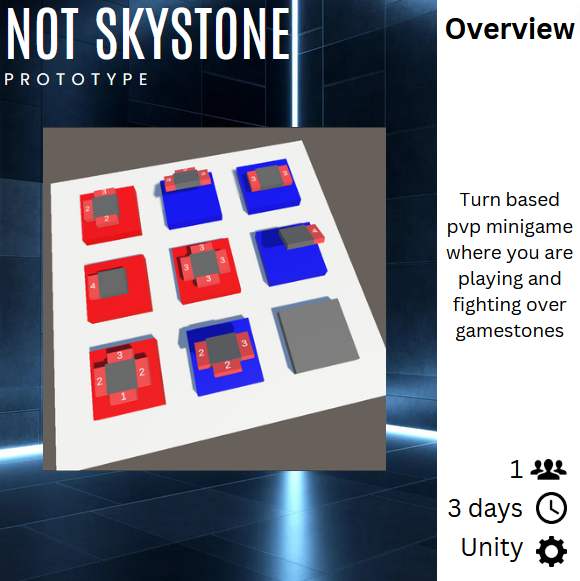 NOT SKYSTONE
PROTOTYPE
Overview
Turn based
pvp minigame
where you are
playing and
fighting over
gamestones
3
2
2
3
3
3
4
4
3
3
3
3
2
2
1
2
3
2
1
3 days
Unity